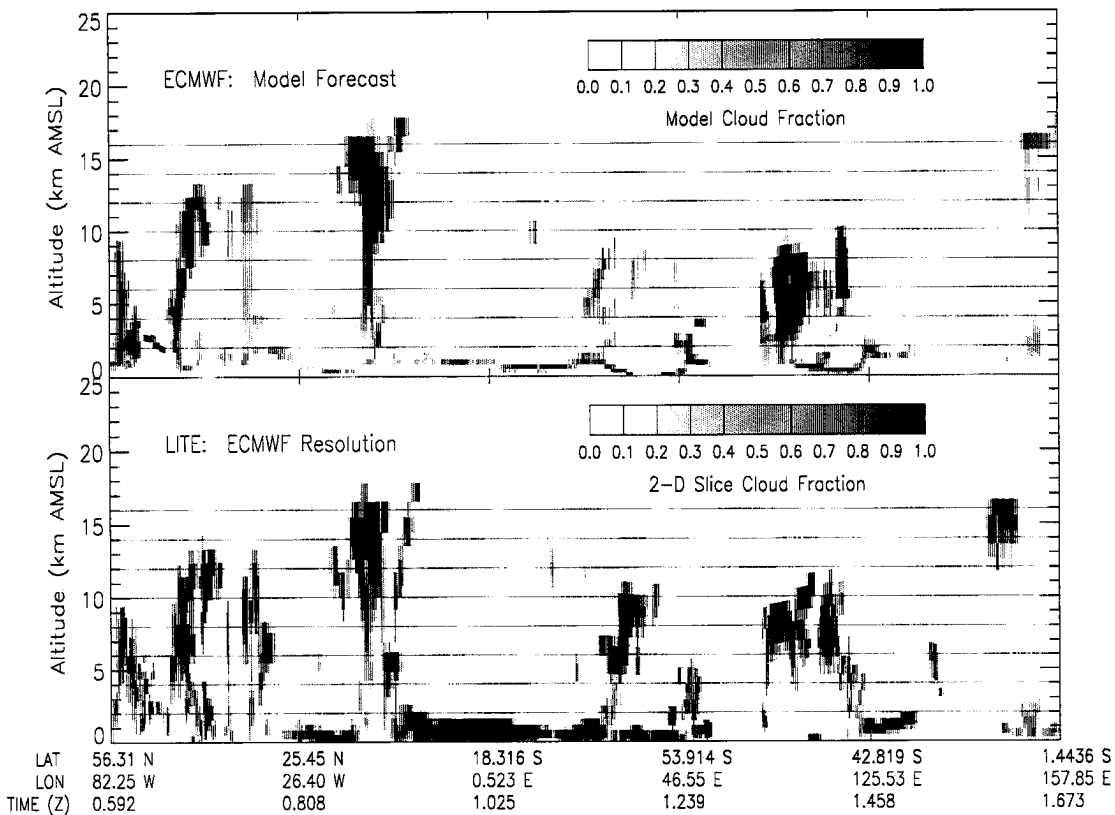 25
20
15
10
5
0
Altitude (km AMSL)
ECMWF: Model Forecast
0.0 0.1 0.2 0.3 0.4 0.5 0.6 0.7 0.8 0.9 1.0
Model Cloud Fraction
25
20
15
10
5
0
Altitude (km AMSL)
LITE: ECMWF Resolution
0.0 0.1 0.2 0.3 0.4 0.5 0.6 0.7 0.8 0.9 1.0
2-D Slice Cloud Fraction
LAT 56.31 N 25.45 N 18.316 S 53.914 S 42.819 S 1.4436 S
LON 82.25 W 26.40 W 0.523 E 46.55 E 125.53 E 157.85 E
TIME (Z) 0.592 0.808 1.025 1.239 1.458 1.673